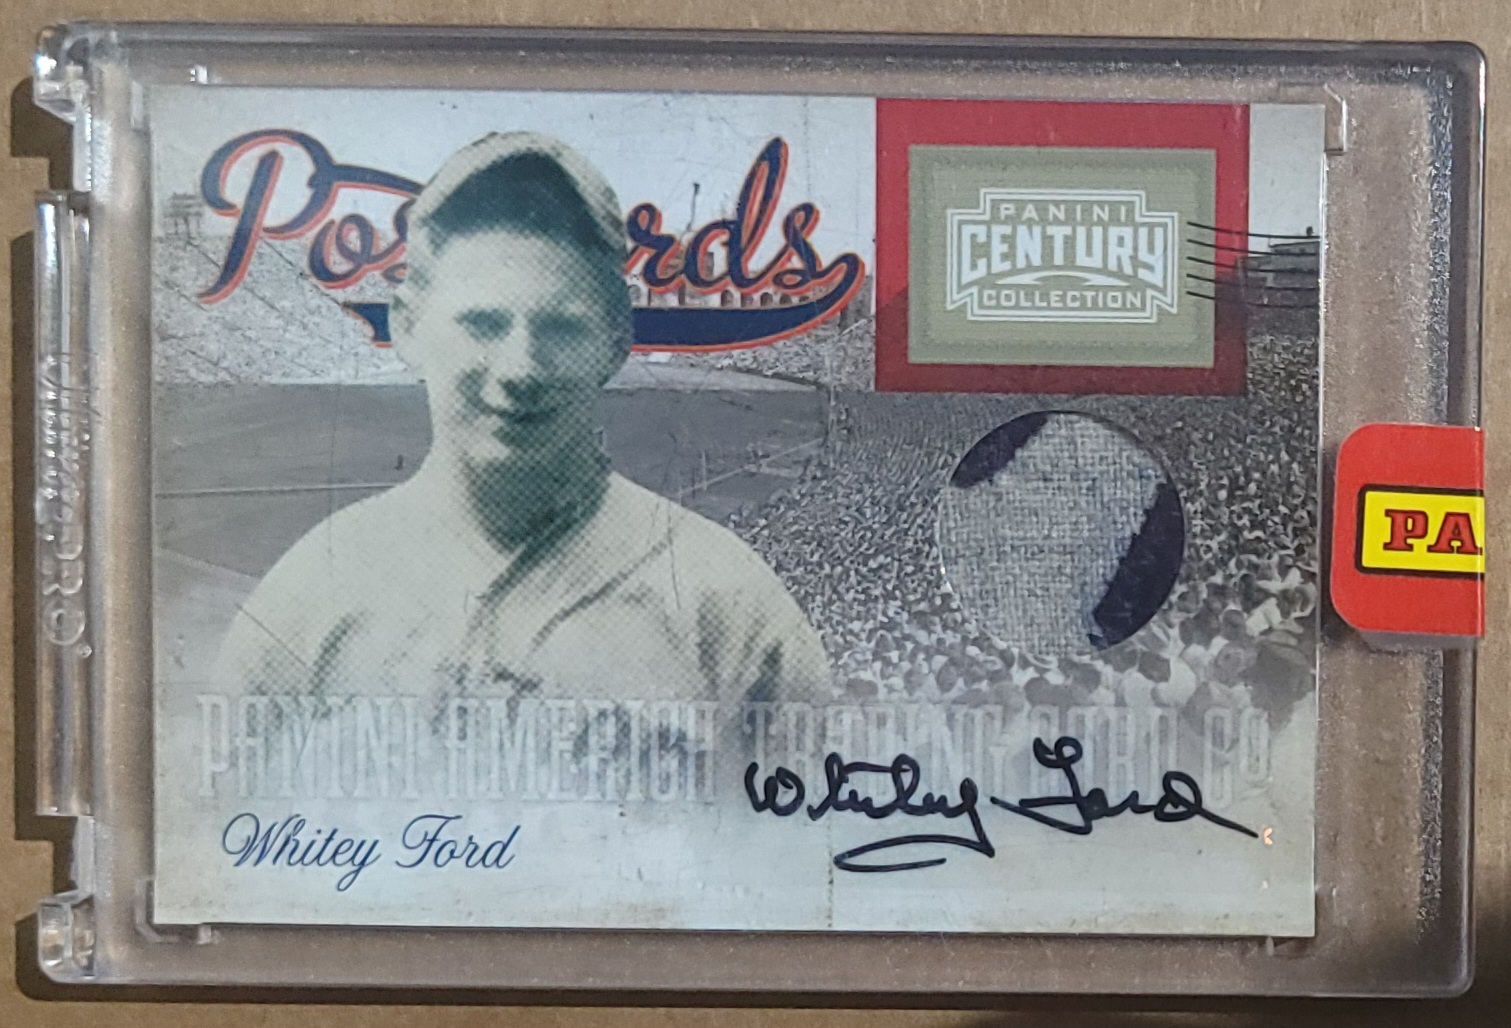 Postcards
PANINI
CENTURY
COLLECTION
PA
PANINI AMERICA TRADING CARD CO
Whitey Ford
Whitey Ford